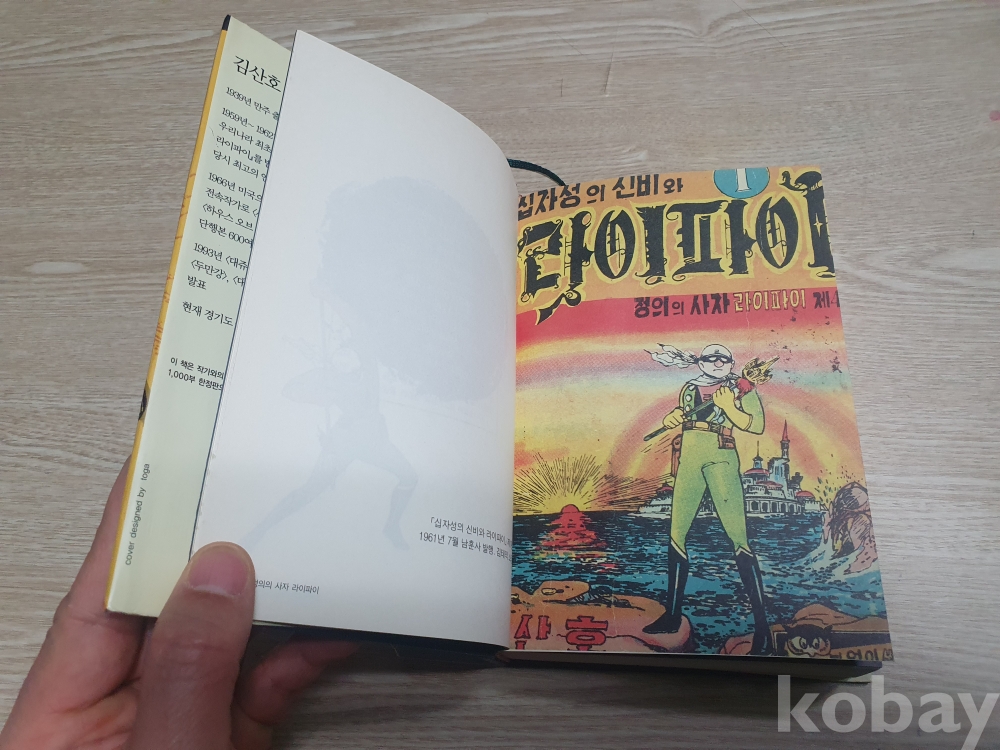 김산호
1939년 만주 출
1959년~ 1962
우리나라 최초
라이파이』를 
당시 최고의 
1966년 미국의
전속작가로
〈하우스 오브
단행본 600여
1993년 〈대쥬
〈두만강〉, 〈대
발표
현재 경기도
이 책은 작가와의
1,000부 한정판
cover designed by toga
「십자성의 신비와 라이파이」
1961년 7월 남훈사 발행,
정의의 사자 라이파이
1
십자성의 신비와
라이파이
정의의 사자 라이파이 제4
산호
kobay